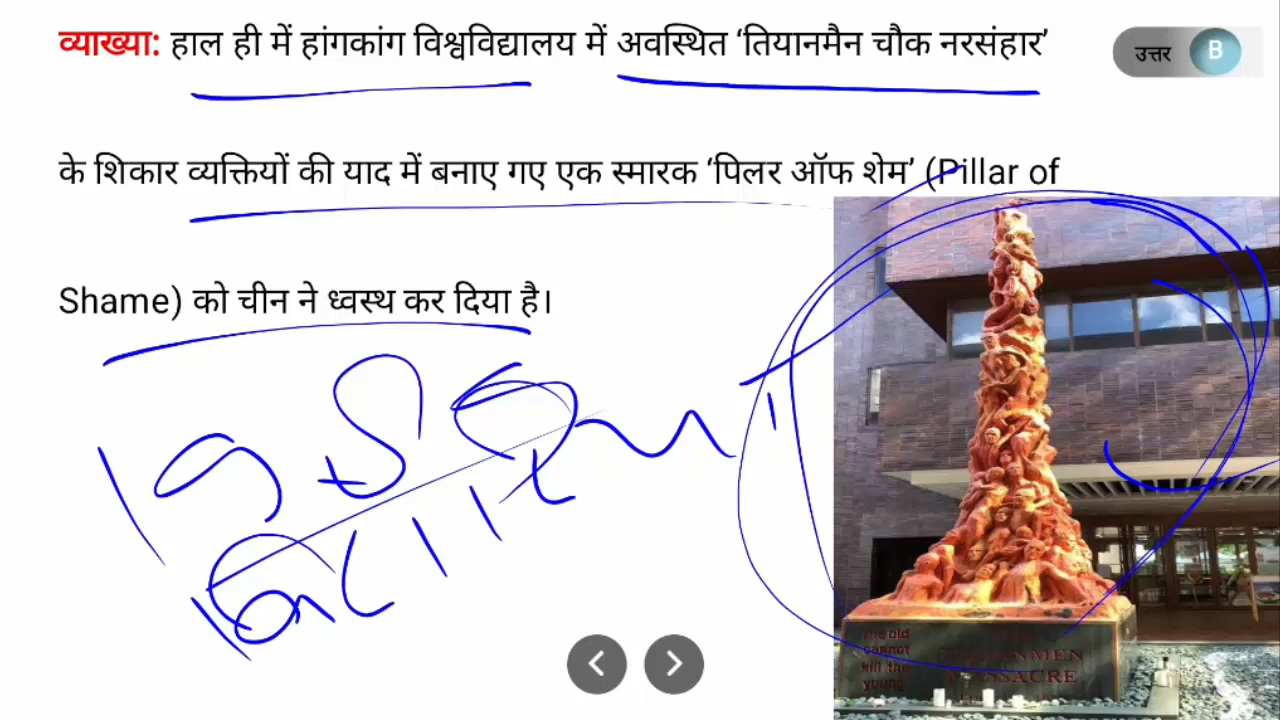 व्याख्या: हाल ही में हांगकांग विश्वविद्यालय में अवस्थित ‘तियानमैन चौक नरसंहार’
उत्तर B
के शिकार व्यक्तियों की याद में बनाए गए एक स्मारक ‘पिलर ऑफ शेम’ (Pillar of
Shame) को चीन ने ध्वस्थ कर दिया है।
the old
cannot
kill the
young
MASSACRE